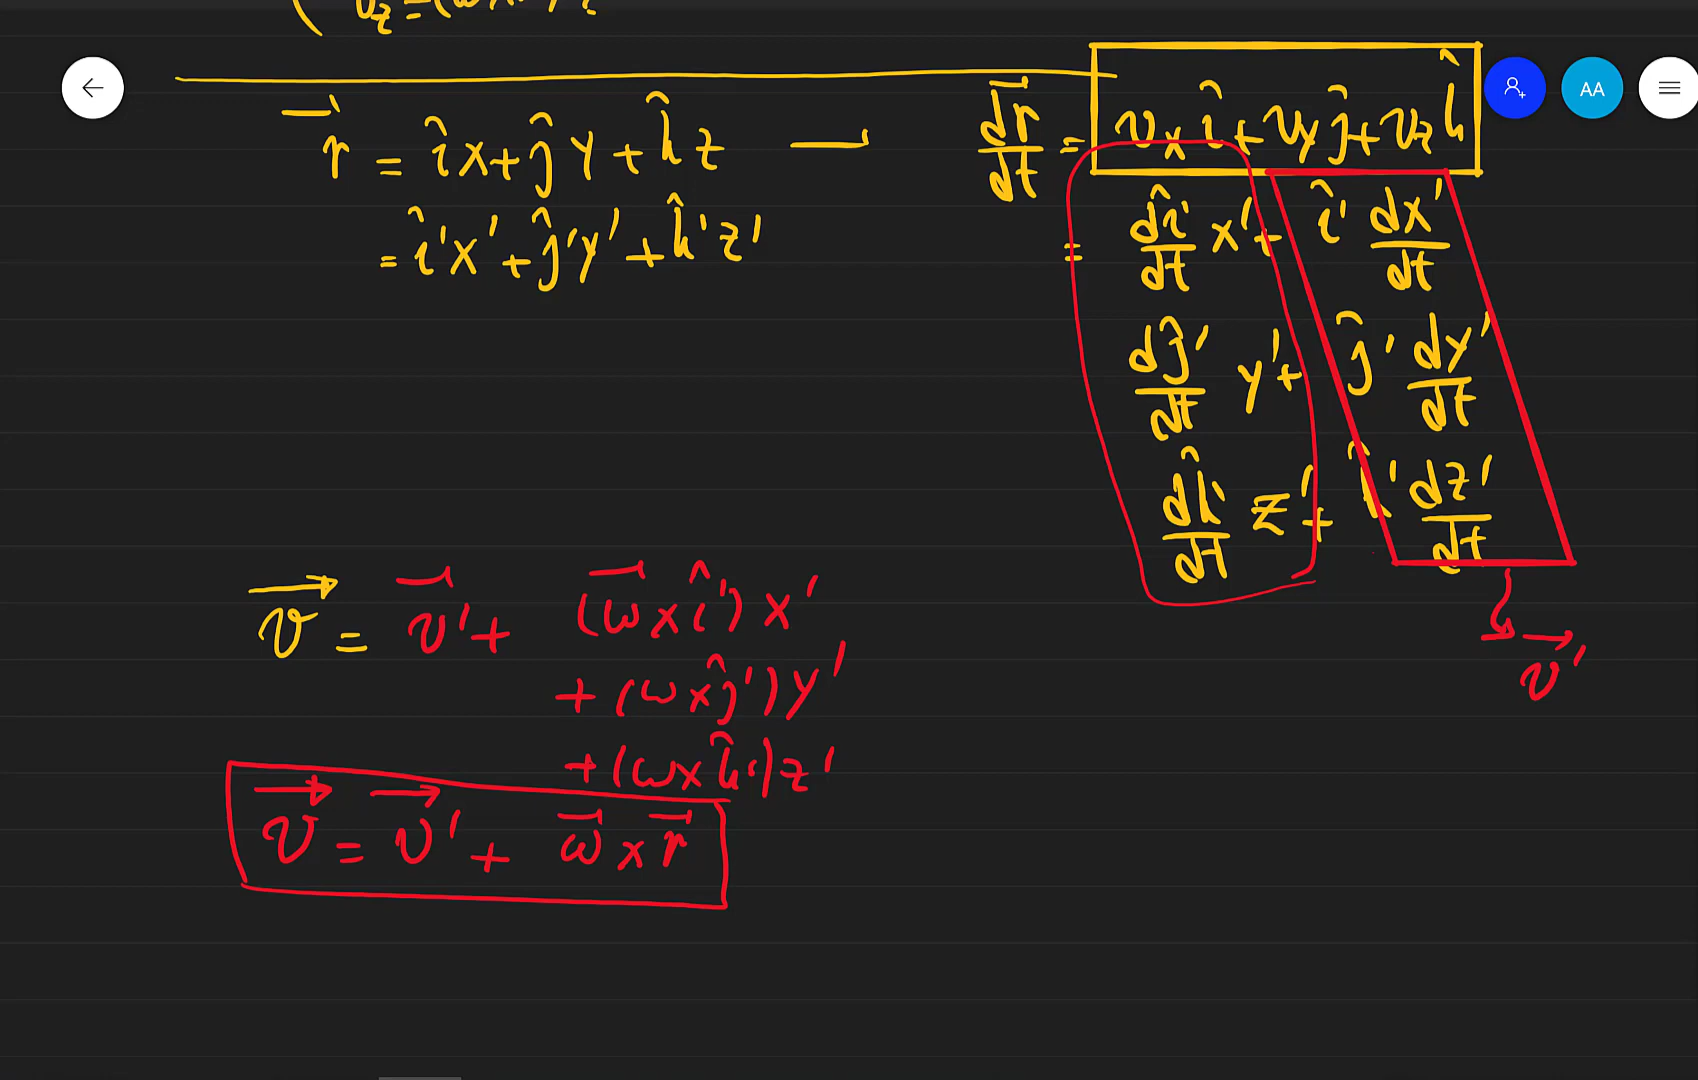 r⃗ = îx + ĵy + k̂z → dr⃗/dt = vₓî + v_yĵ + v_zk̂
= î'x' + ĵ'y' + k̂'z'
= dî'/dt x' + î' dx'/dt
dĵ'/dt y' + ĵ' dy'/dt
dk̂'/dt z' + k̂' dz'/dt
v⃗'
v⃗ = v⃗' + (ω⃗ × î')x'
+ (ω × ĵ')y'
+ (ω × k̂')z'
v⃗ = v⃗' + ω⃗ × r⃗
AA